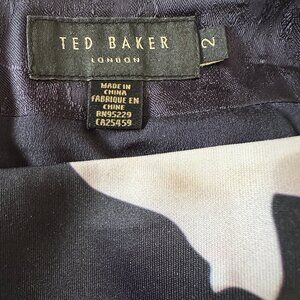 TED BAKER
LONDON
2
MADE IN
CHINA
FABRIQUE EN
CHINE
RN95229
CA25459